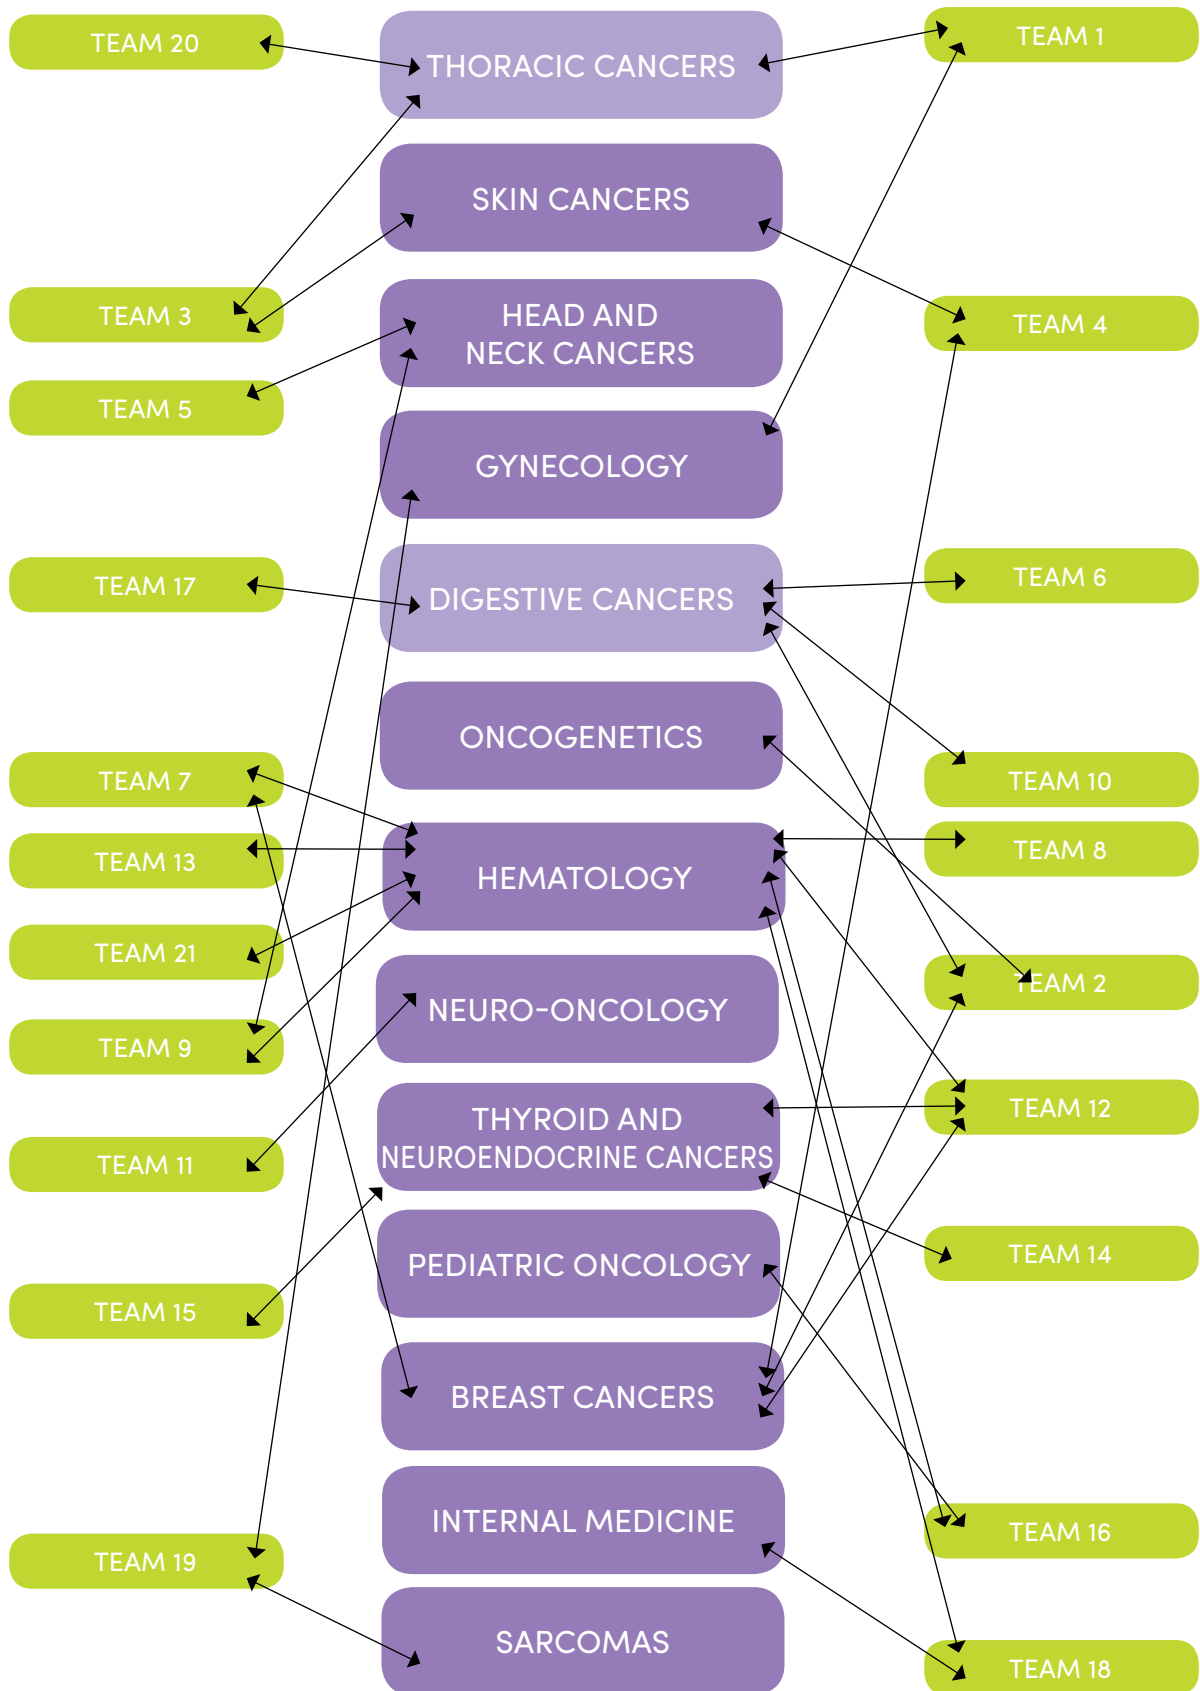 TEAM 20
THORACIC CANCERS
TEAM 1
SKIN CANCERS
TEAM 3
HEAD AND
NECK CANCERS
TEAM 4
TEAM 5
GYNECOLOGY
TEAM 17
DIGESTIVE CANCERS
TEAM 6
ONCOGENETICS
TEAM 7
TEAM 10
TEAM 13
HEMATOLOGY
TEAM 8
TEAM 21
TEAM 2
NEURO-ONCOLOGY
TEAM 9
THYROID AND
NEUROENDOCRINE CANCERS
TEAM 12
TEAM 11
PEDIATRIC ONCOLOGY
TEAM 14
TEAM 15
BREAST CANCERS
INTERNAL MEDICINE
TEAM 16
TEAM 19
SARCOMAS
TEAM 18